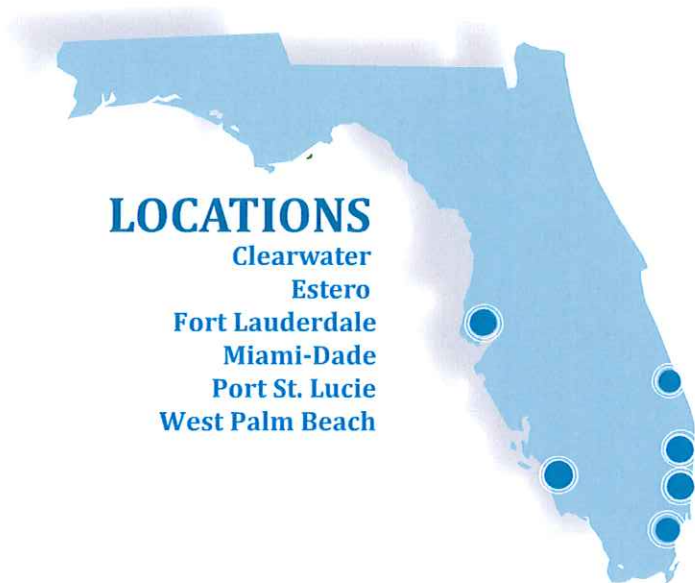 LOCATIONS
Clearwater
Estero
Fort Lauderdale
Miami-Dade
Port St. Lucie
West Palm Beach